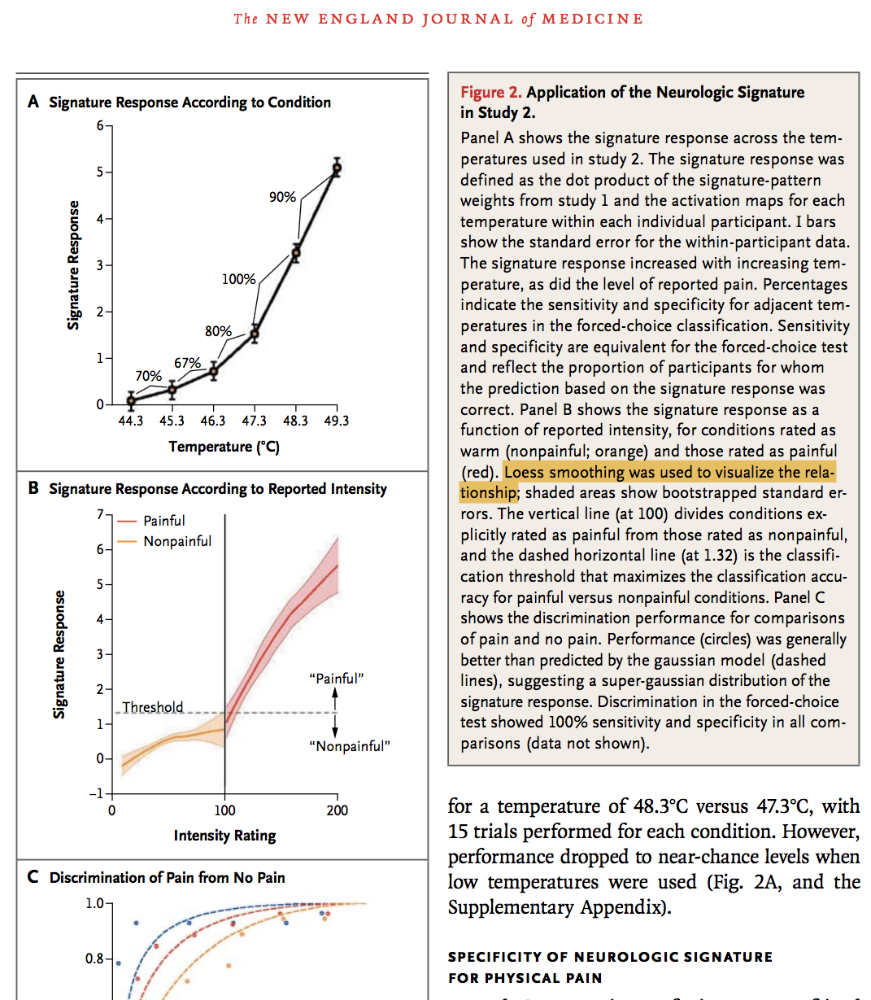 The NEW ENGLAND JOURNAL of MEDICINE
A Signature Response According to Condition
6
5
4
3
2
1
0
Signature Response
90%
100%
80%
67%
70%
44.3 45.3 46.3 47.3 48.3 49.3
Temperature (°C)
B Signature Response According to Reported Intensity
7
6
5
4
3
2
1
0
−1
Signature Response
Painful
Nonpainful
"Painful"
Threshold
"Nonpainful"
0 100 200
Intensity Rating
C Discrimination of Pain from No Pain
1.0
0.8
Figure 2. Application of the Neurologic Signature
in Study 2.
Panel A shows the signature response across the tem-
peratures used in study 2. The signature response was
defined as the dot product of the signature-pattern
weights from study 1 and the activation maps for each
temperature within each individual participant. I bars
show the standard error for the within-participant data.
The signature response increased with increasing tem-
perature, as did the level of reported pain. Percentages
indicate the sensitivity and specificity for adjacent tem-
peratures in the forced-choice classification. Sensitivity
and specificity are equivalent for the forced-choice test
and reflect the proportion of participants for whom
the prediction based on the signature response was
correct. Panel B shows the signature response as a
function of reported intensity, for conditions rated as
warm (nonpainful; orange) and those rated as painful
(red). Loess smoothing was used to visualize the rela-
tionship; shaded areas show bootstrapped standard er-
rors. The vertical line (at 100) divides conditions ex-
plicitly rated as painful from those rated as nonpainful,
and the dashed horizontal line (at 1.32) is the classifi-
cation threshold that maximizes the classification accu-
racy for painful versus nonpainful conditions. Panel C
shows the discrimination performance for comparisons
of pain and no pain. Performance (circles) was generally
better than predicted by the gaussian model (dashed
lines), suggesting a super-gaussian distribution of the
signature response. Discrimination in the forced-choice
test showed 100% sensitivity and specificity in all com-
parisons (data not shown).
for a temperature of 48.3°C versus 47.3°C, with
15 trials performed for each condition. However,
performance dropped to near-chance levels when
low temperatures were used (Fig. 2A, and the
Supplementary Appendix).
SPECIFICITY OF NEUROLOGIC SIGNATURE
FOR PHYSICAL PAIN